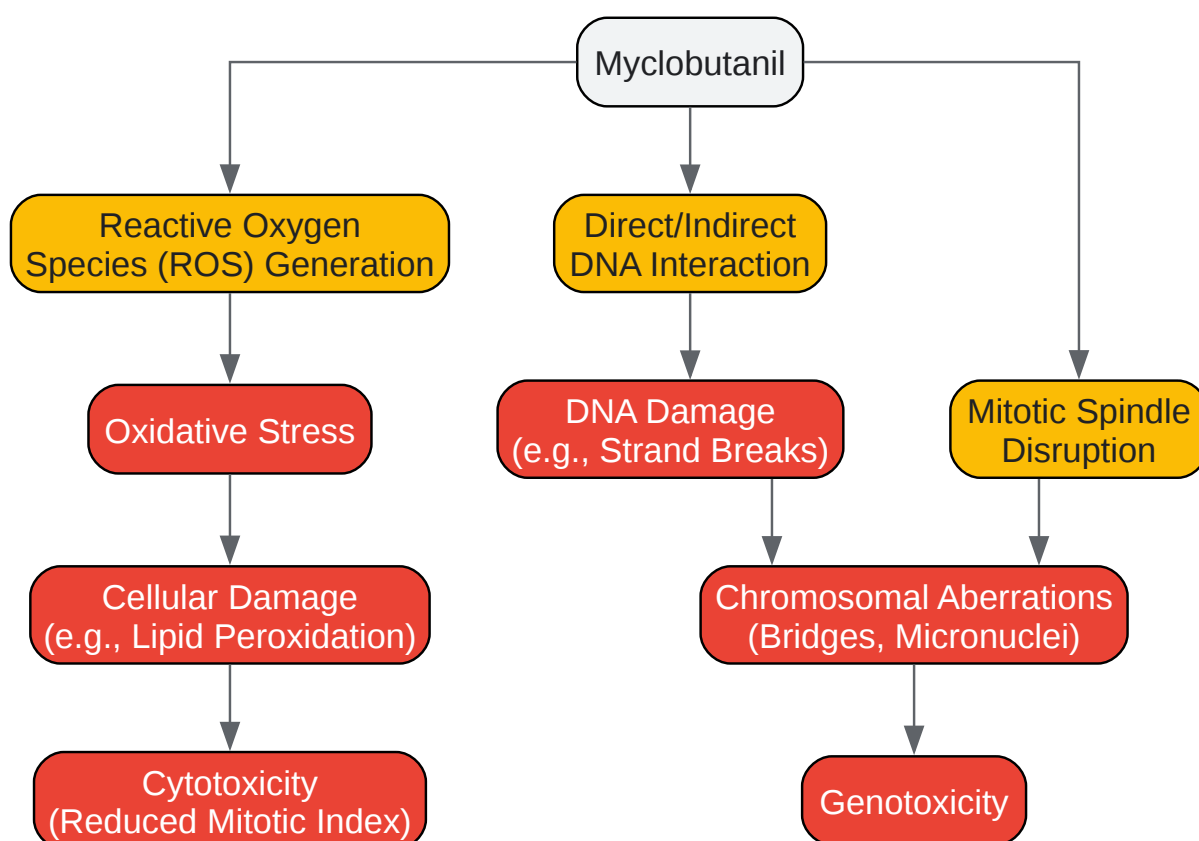 Myclobutanil
Reactive Oxygen
Species (ROS) Generation
Direct/Indirect
DNA Interaction
Oxidative Stress
DNA Damage
(e.g., Strand Breaks)
Mitotic Spindle
Disruption
Cellular Damage
(e.g., Lipid Peroxidation)
Chromosomal Aberrations
(Bridges, Micronuclei)
Cytotoxicity
(Reduced Mitotic Index)
Genotoxicity